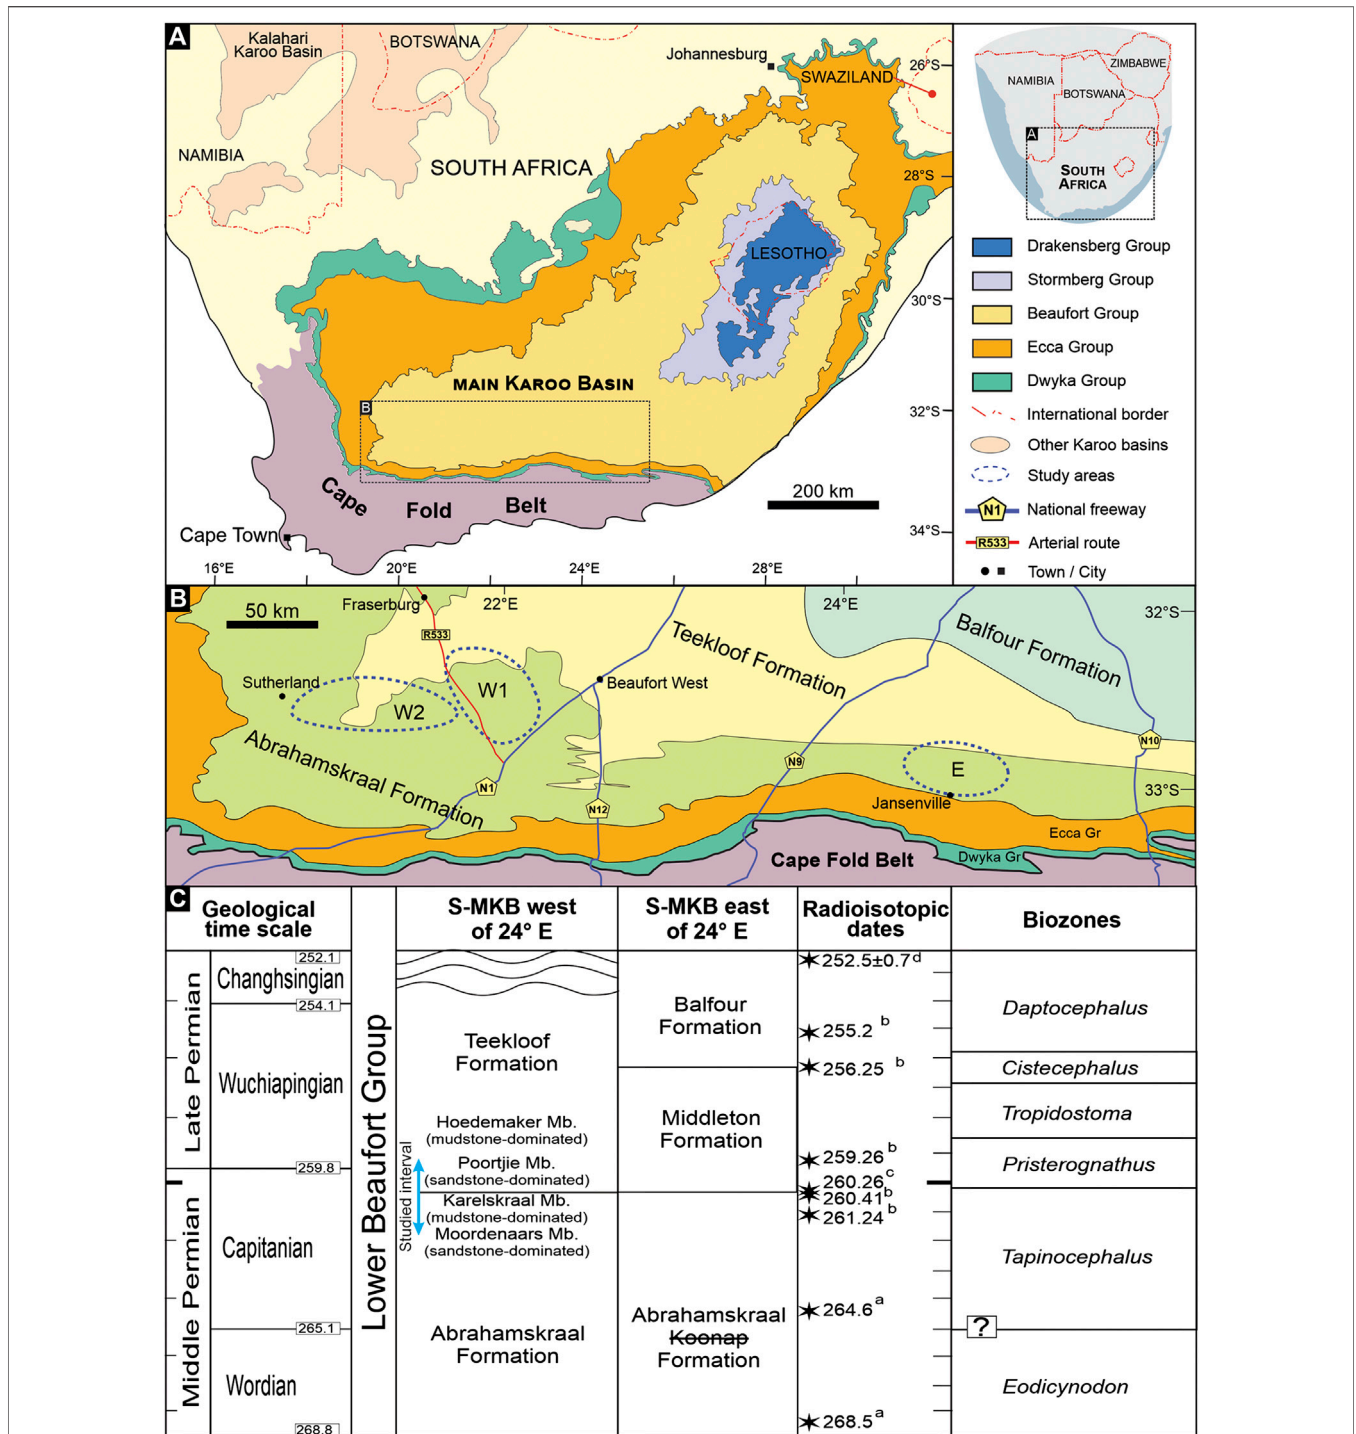 A
Kalahari
Karoo Basin
BOTSWANA
Johannesburg
SWAZILAND
26°S
NAMIBIA
SOUTH AFRICA
28°S
LESOTHO
30°S
MAIN KAROO BASIN
B
32°S
Cape Fold Belt
200 km
34°S
Cape Town
16°E
20°E
24°E
28°E
ZIMBABWE
NAMIBIA
BOTSWANA
A
SOUTH
AFRICA
Drakensberg Group
Stormberg Group
Beaufort Group
Ecca Group
Dwyka Group
International border
Other Karoo basins
Study areas
N1 National freeway
R533 Arterial route
Town / City
B
50 km
Fraserburg
22°E
24°E
32°S
R533
Teekloof Formation
Balfour Formation
Sutherland
W1
W2
Beaufort West
Abrahamskraal Formation
N1
N12
N9
N10
E
33°S
Jansenville
Ecca Gr
Cape Fold Belt
Dwyka Gr
C
Geological
time scale
S-MKB west
of 24° E
S-MKB east
of 24° E
Radioisotopic
dates
Biozones
Late Permian
Middle Permian
252.1
Changhsingian
254.1
Wuchiapingian
259.8
Capitanian
265.1
Wordian
268.8
Lower Beaufort Group
Teekloof
Formation
Hoedemaker Mb.
(mudstone-dominated)
Poortjie Mb.
(sandstone-dominated)
Karelskraal Mb.
(mudstone-dominated)
Moordenaars Mb.
(sandstone-dominated)
Studied interval
Abrahamskraal
Formation
Balfour
Formation
Middleton
Formation
Abrahamskraal
Koonap
Formation
252.5±0.7 d
255.2 b
256.25 b
259.26 b
260.26 c
260.41 b
261.24 b
264.6 a
268.5 a
Daptocephalus
Cistecephalus
Tropidostoma
Pristerognathus
Tapinocephalus
?
Eodicynodon